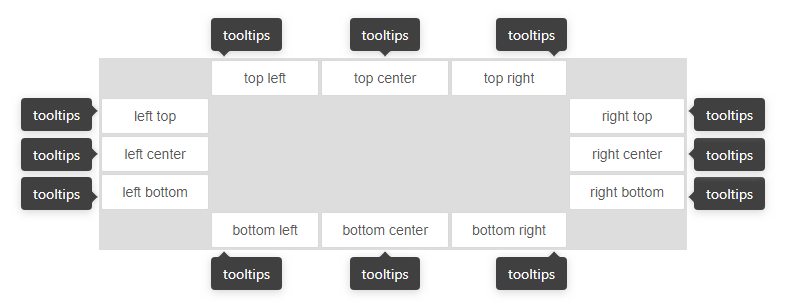 tooltips tooltips tooltips
top left top center top right
tooltips left top right top tooltips
tooltips left center right center tooltips
tooltips left bottom right bottom tooltips
bottom left bottom center bottom right
tooltips tooltips tooltips